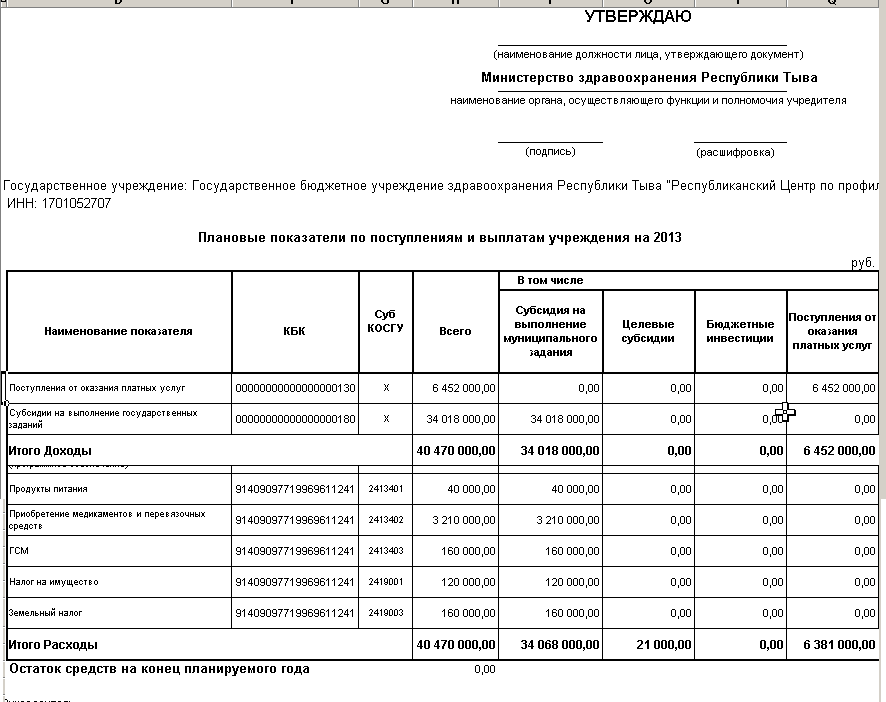 УТВЕРЖДАЮ
(наименование должности лица, утверждающего документ)
Министерство здравоохранения Республики Тыва
наименование органа, осуществляющего функции и полномочия учредителя
(подпись) (расшифровка)
Государственное учреждение: Государственное бюджетное учреждение здравоохранения Республики Тыва "Республиканский Центр по профил
ИНН: 1701052707
Плановые показатели по поступлениям и выплатам учреждения на 2013
руб.
Наименование показателя КБК Суб КОСГУ Всего В том числе
Субсидия на выполнение муниципального задания Целевые субсидии Бюджетные инвестиции Поступления от оказания платных услуг
Поступления от оказания платных услуг 00000000000000000130 X 6 452 000,00 0,00 0,00 0,00 6 452 000,00
Субсидии на выполнение государственных заданий 00000000000000000180 X 34 018 000,00 34 018 000,00 0,00 0,00 0,00
Итого Доходы 40 470 000,00 34 018 000,00 0,00 0,00 6 452 000,00
Продукты питания 91409097719969611241 2413401 40 000,00 40 000,00 0,00 0,00 0,00
Приобретение медикаментов и перевязочных средств 91409097719969611241 2413402 3 210 000,00 3 210 000,00 0,00 0,00 0,00
ГСМ 91409097719969611241 2413403 160 000,00 160 000,00 0,00 0,00 0,00
Налог на имущество 91409097719969611241 2419001 120 000,00 120 000,00 0,00 0,00 0,00
Земельный налог 91409097719969611241 2419003 160 000,00 160 000,00 0,00 0,00 0,00
Итого Расходы 40 470 000,00 34 068 000,00 21 000,00 0,00 6 381 000,00
Остаток средств на конец планируемого года 0,00